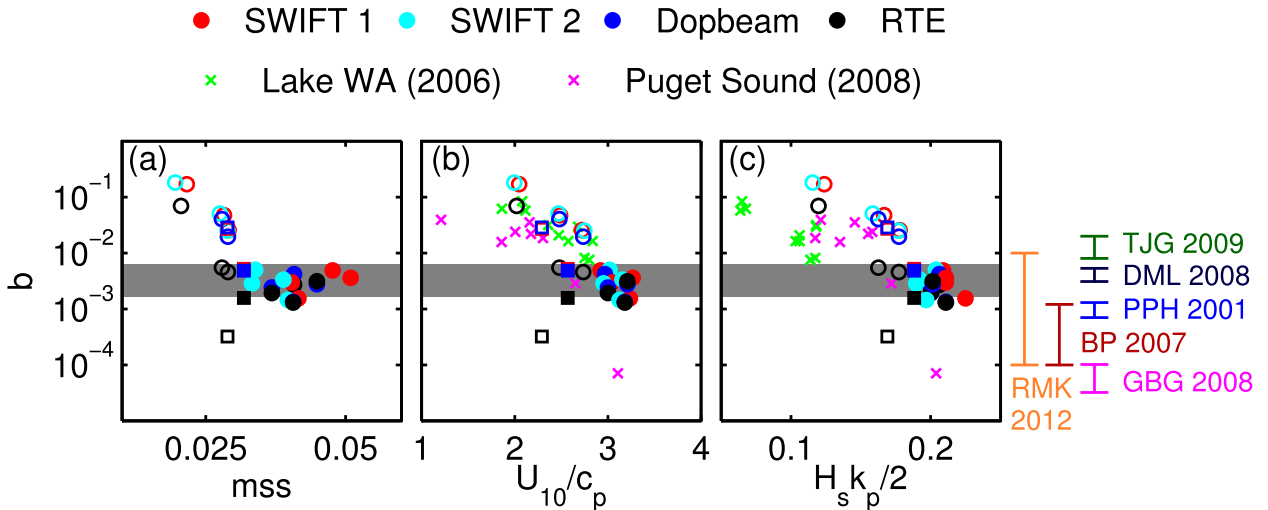 SWIFT 1 SWIFT 2 Dopbeam RTE
Lake WA (2006) Puget Sound (2008)
(a) (b) (c)
10⁻¹
10⁻²
10⁻³
10⁻⁴
b
0.025 0.05
mss
1 2 3 4
U₁₀/cₚ
0.1 0.2
Hₛkₚ/2
TJG 2009
DML 2008
PPH 2001
BP 2007
GBG 2008
RMK
2012